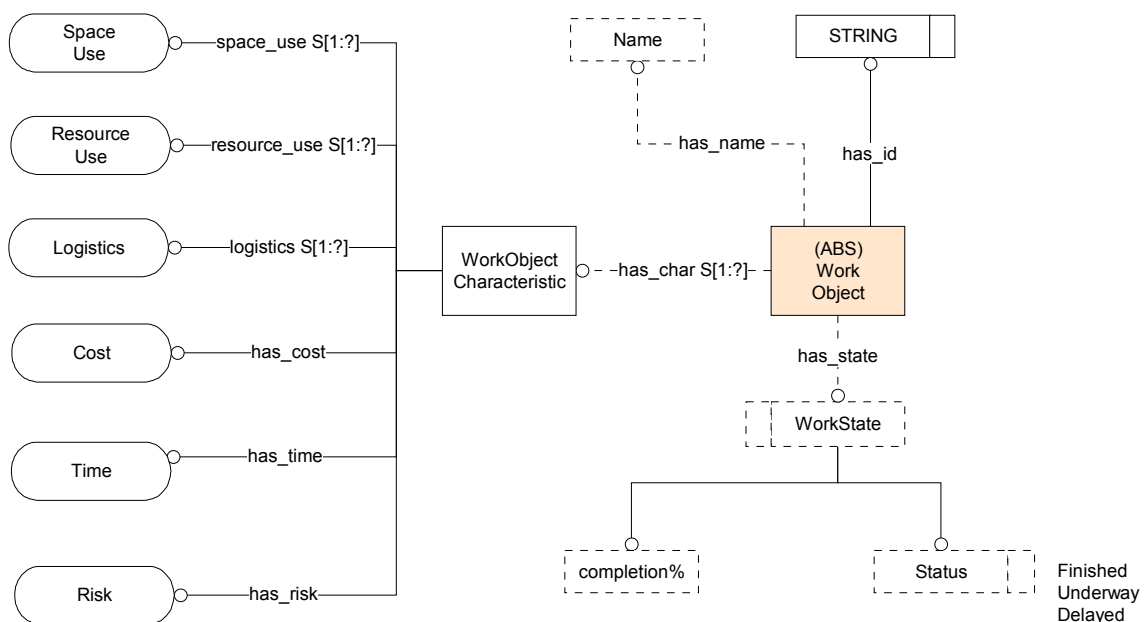 Space
Use
space_use S[1:?]
Name
STRING
Resource
Use
resource_use S[1:?]
has_name
has_id
Logistics
logistics S[1:?]
WorkObject
Characteristic
has_char S[1:?]
(ABS)
Work
Object
Cost
has_cost
has_state
WorkState
Time
has_time
completion%
Status
Finished
Underway
Delayed
Risk
has_risk